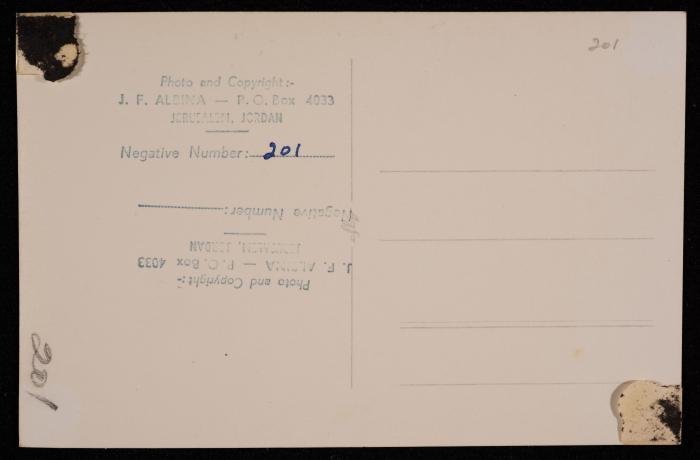 201
Photo and Copyright:-
J. F. ALBINA — P. O. Box 4033
JERUSALEM, JORDAN
Negative Number: 201
Negative Number:
JERUSALEM, JORDAN
J. F. ALBINA — P. O. Box 4033
Photo and Copyright:-
201